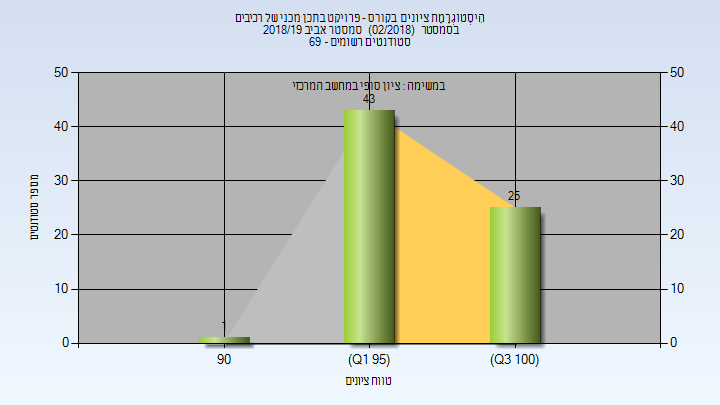 היסטוגרמת ציונים בקורס - פרויקט בתכן מכני של רכיבים
בסמסטר (02/2018) סמסטר אביב 2018/19
סטודנטים רשומים - 69
במשימה : ציון סופי במחשב המרכזי
50
40
30
20
10
0
50
40
30
20
10
0
1
43
25
90
(Q1 95)
(Q3 100)
מספר סטודנטים
טווח ציונים